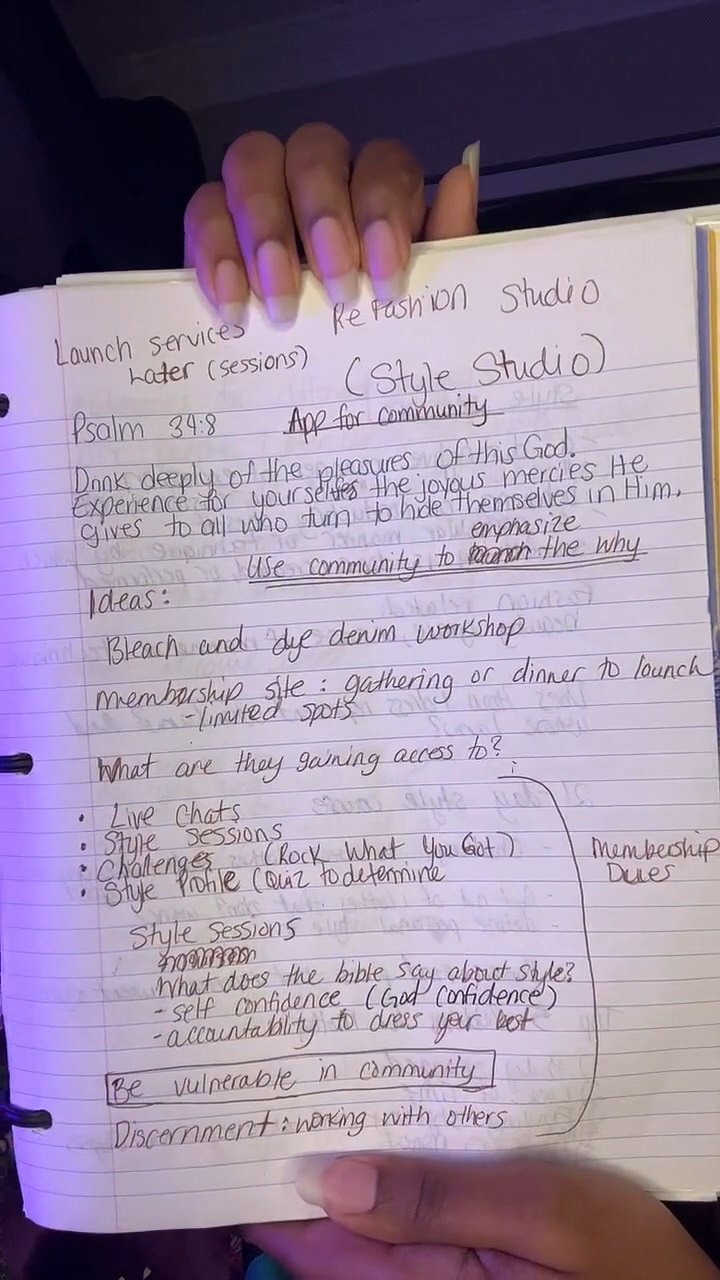 ReFashion Studio
Launch services
Later (sessions)
(Style Studio)
Psalm 34:8
App for community
Drink deeply of the pleasures of this God.
Experience for yourselves the joyous mercies He
gives to all who turn to hide themselves in Him.
emphasize
Use community to the why
Ideas:
Bleach and dye denim workshop
Membership site: gathering or dinner to launch
-limited spots
What are they gaining access to?
• Live Chats
• Style Sessions
• Challenges (Rock What You Got)
• Style Profile (Quiz to determine
Membership
Dues
Style Sessions
What does the bible say about style?
- self confidence (God Confidence)
- accountability to dress your best
Be vulnerable in community
Discernment: working with others